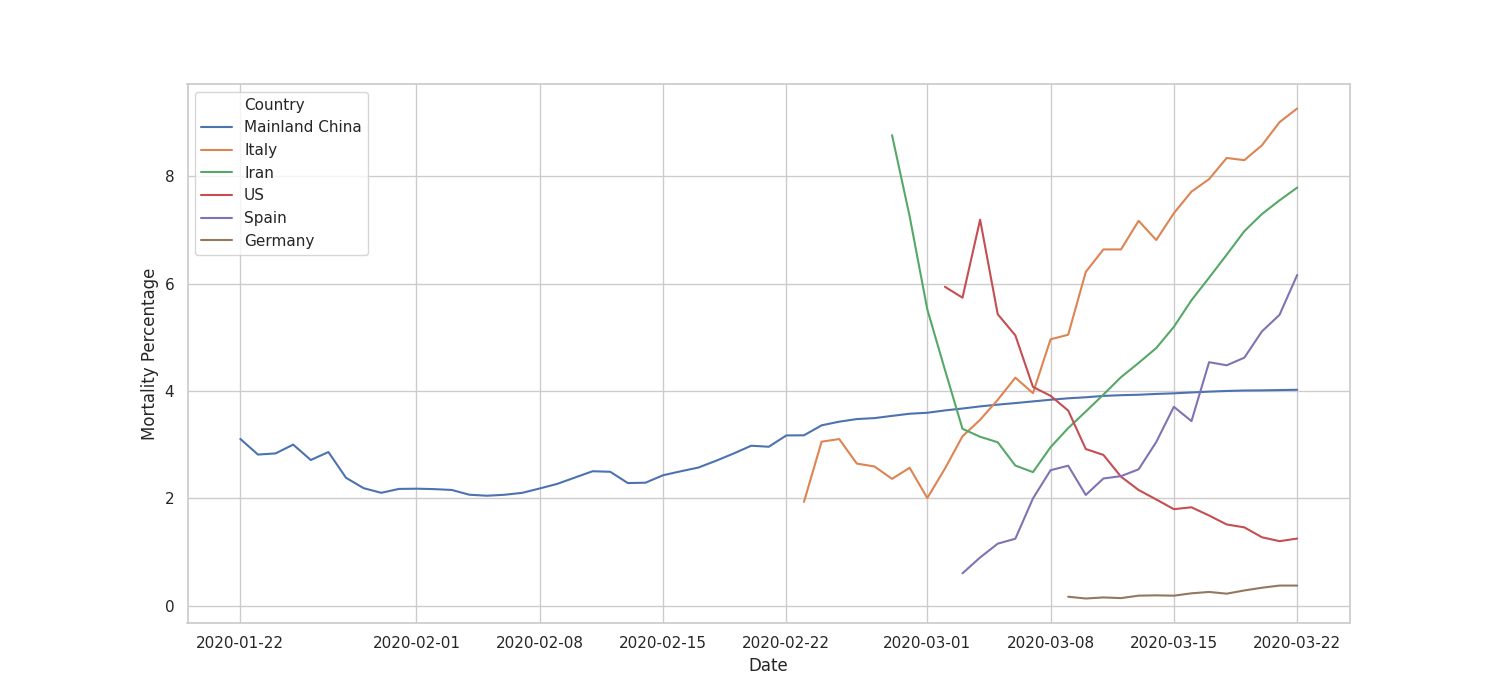 Country
Mainland China
Italy
Iran
US
Spain
Germany
Mortality Percentage
8
6
4
2
0
2020-01-22 2020-02-01 2020-02-08 2020-02-15 2020-02-22 2020-03-01 2020-03-08 2020-03-15 2020-03-22
Date